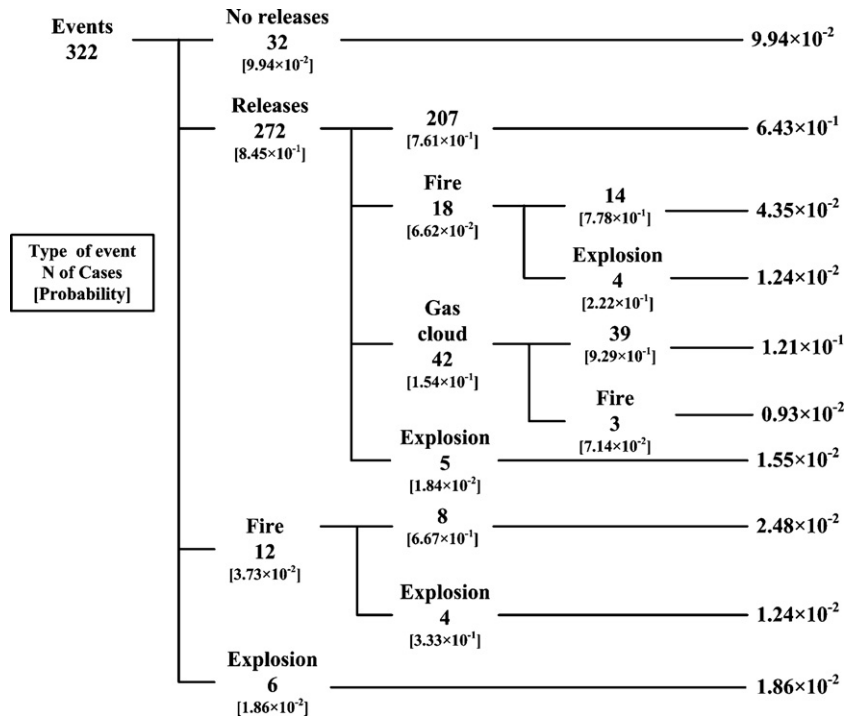 Events
322
No releases
32
[9.94×10⁻²]
9.94×10⁻²
Releases
272
[8.45×10⁻¹]
207
[7.61×10⁻¹]
6.43×10⁻¹
Fire
18
[6.62×10⁻²]
14
[7.78×10⁻¹]
4.35×10⁻²
Type of event
N of Cases
[Probability]
Explosion
4
[2.22×10⁻¹]
1.24×10⁻²
Gas
cloud
42
[1.54×10⁻¹]
39
[9.29×10⁻¹]
1.21×10⁻¹
Fire
3
[7.14×10⁻²]
0.93×10⁻²
Explosion
5
[1.84×10⁻²]
1.55×10⁻²
Fire
12
[3.73×10⁻²]
8
[6.67×10⁻¹]
2.48×10⁻²
Explosion
4
[3.33×10⁻¹]
1.24×10⁻²
Explosion
6
[1.86×10⁻²]
1.86×10⁻²